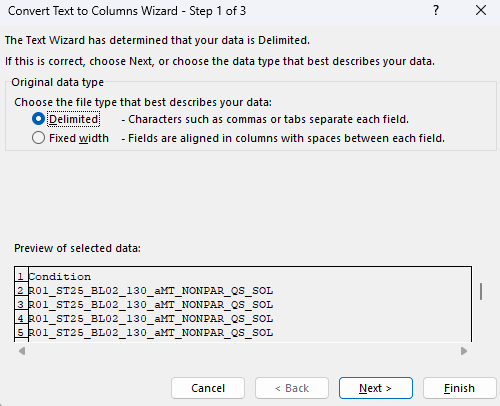 Convert Text to Columns Wizard - Step 1 of 3 ? X
The Text Wizard has determined that your data is Delimited.
If this is correct, choose Next, or choose the data type that best describes your data.
Original data type
Choose the file type that best describes your data:
Delimited - Characters such as commas or tabs separate each field.
Fixed width - Fields are aligned in columns with spaces between each field.
Preview of selected data:
1 Condition
2 R01_ST25_BL02_130_aMT_NONPAR_QS_SOL
3 R01_ST25_BL02_130_aMT_NONPAR_QS_SOL
4 R01_ST25_BL02_130_aMT_NONPAR_QS_SOL
5 R01_ST25_BL02_130_aMT_NONPAR_QS_SOL
Cancel < Back Next > Finish